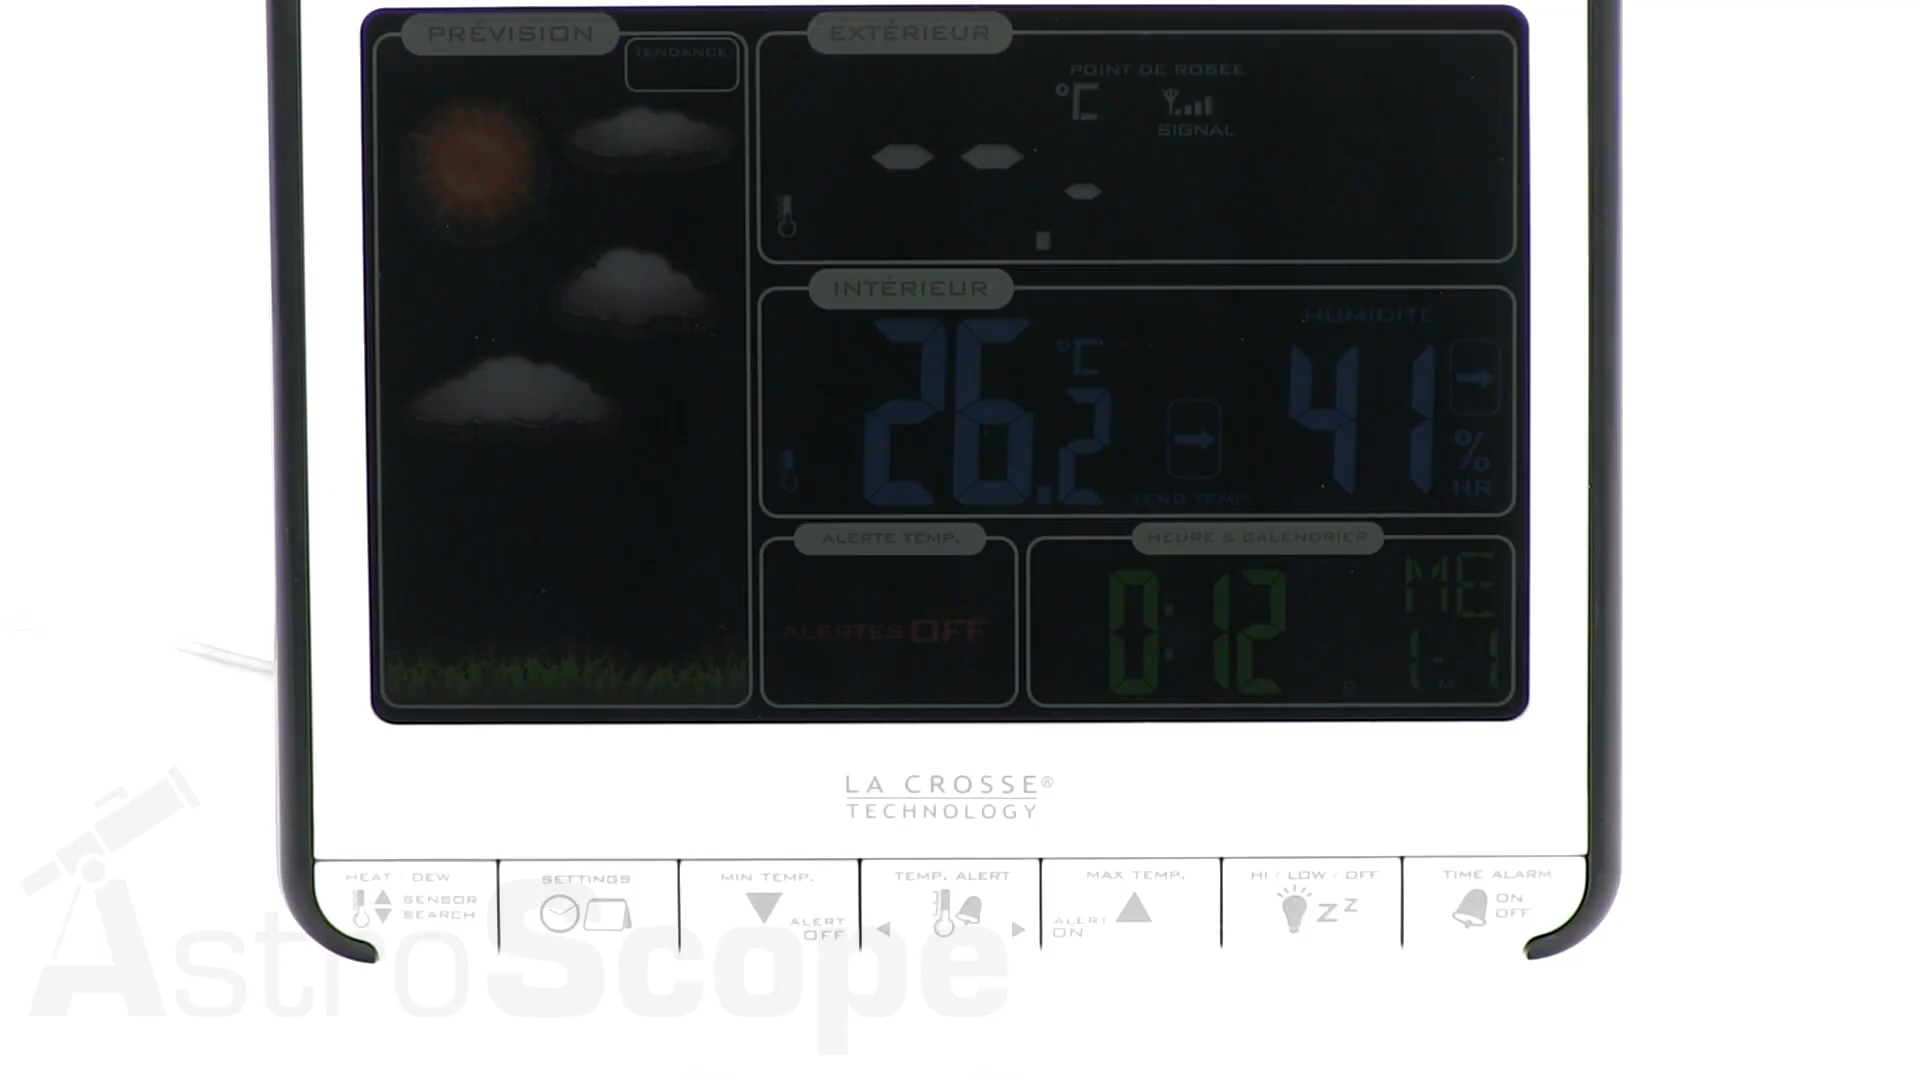 PRÉVISION
TENDANCE
EXTÉRIEUR
POINT DE ROSÉE
°C
SIGNAL
--.-
INTÉRIEUR
26.2 °C
TEND TEMP.
HUMIDITÉ
41 %
HR
ALERTE TEMP.
ALERTES OFF
HEURE & CALENDRIER
0:12
ME
1-1
D M
LA CROSSE®
TECHNOLOGY
HEAT / DEW
SENSOR
SEARCH
SETTINGS
MIN TEMP.
ALERT
OFF
TEMP. ALERT
MAX TEMP.
ALERT
ON
HI / LOW / OFF
ZZ
TIME ALARM
ON
OFF
AstroScope